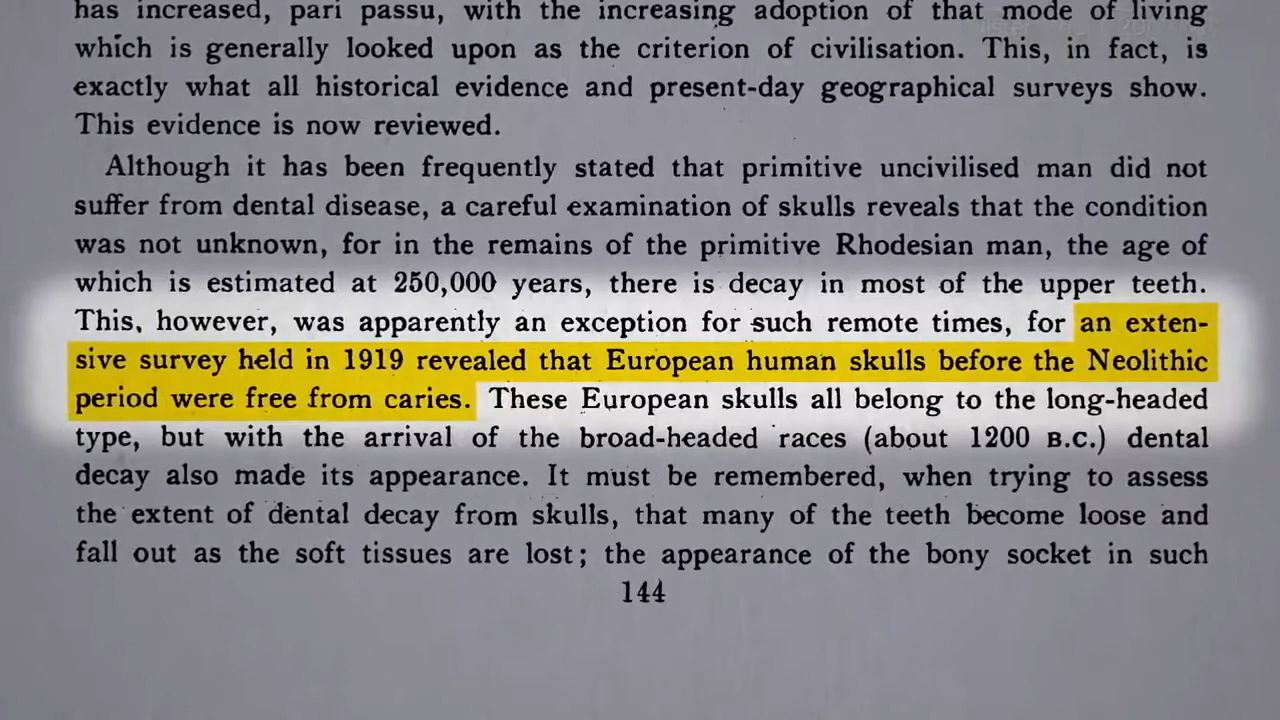 has increased, pari passu, with the increasing adoption of that mode of living
which is generally looked upon as the criterion of civilisation. This, in fact, is
exactly what all historical evidence and present-day geographical surveys show.
This evidence is now reviewed.
Although it has been frequently stated that primitive uncivilised man did not
suffer from dental disease, a careful examination of skulls reveals that the condition
was not unknown, for in the remains of the primitive Rhodesian man, the age of
which is estimated at 250,000 years, there is decay in most of the upper teeth.
This, however, was apparently an exception for such remote times, for an exten-
sive survey held in 1919 revealed that European human skulls before the Neolithic
period were free from caries. These European skulls all belong to the long-headed
type, but with the arrival of the broad-headed races (about 1200 B.C.) dental
decay also made its appearance. It must be remembered, when trying to assess
the extent of dental decay from skulls, that many of the teeth become loose and
fall out as the soft tissues are lost; the appearance of the bony socket in such
144